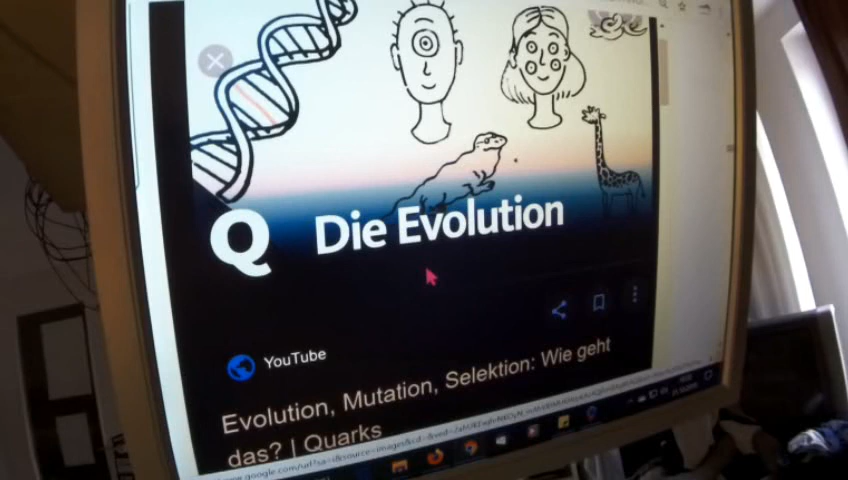 Q Die Evolution
YouTube
Evolution, Mutation, Selektion: Wie geht
das? | Quarks